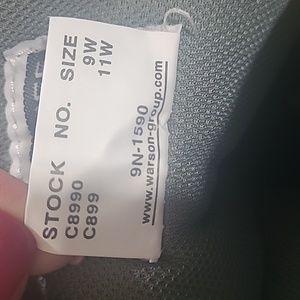 STOCK NO. SIZE
C8990 9W
C899 11W
9N-1590
www.warson-group.com